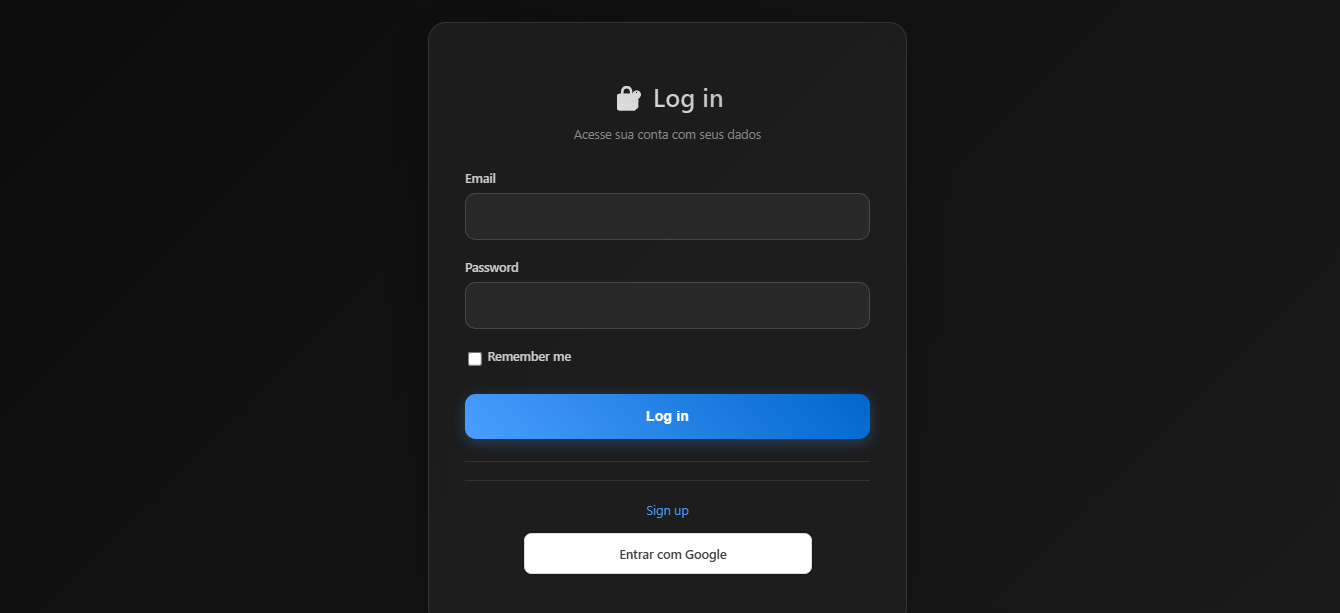 Log in
Acesse sua conta com seus dados
Email
Password
Remember me
Log in
Sign up
Entrar com Google